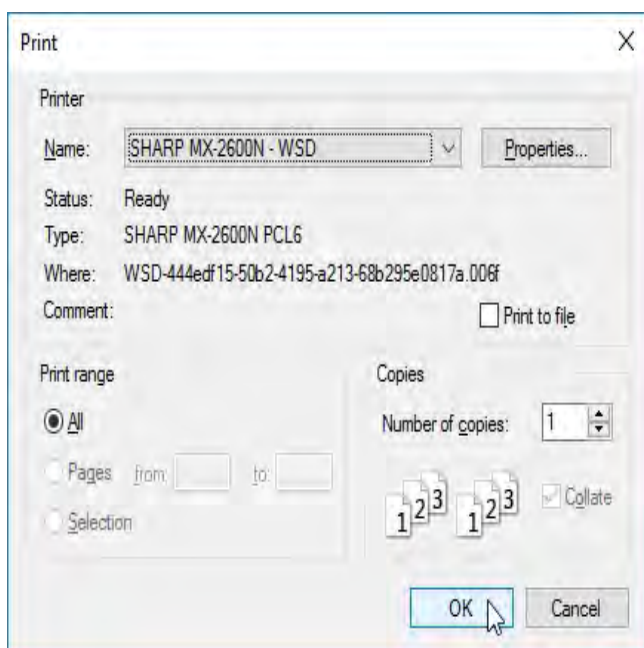 Print
Printer
Name: SHARP MX-2600N - WSD Properties...
Status: Ready
Type: SHARP MX-2600N PCL6
Where: WSD-444edf15-50b2-4195-a213-68b295e0817a.006f
Comment: Print to file
Print range
All
Pages from: to:
Selection
Copies
Number of copies: 1
1 2 3 1 2 3 Collate
OK Cancel